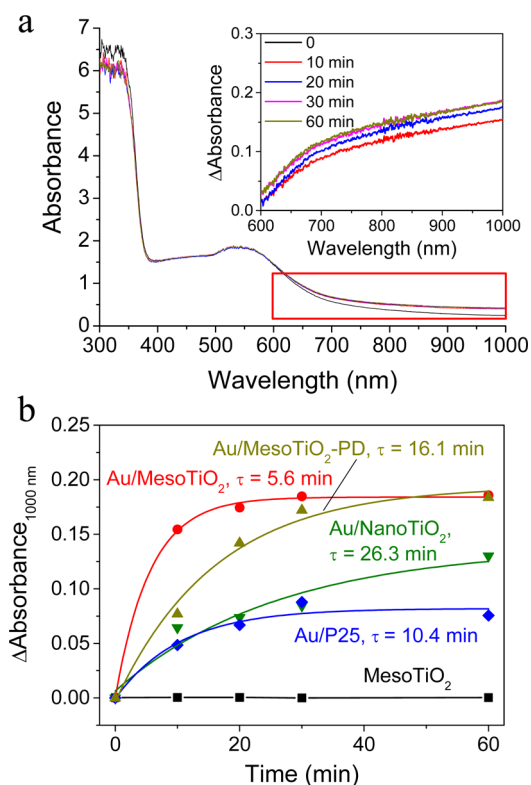 a
7
6
5
4
3
2
1
0
Absorbance
300 400 500 600 700 800 900 1000
Wavelength (nm)
0.3
0.2
0.1
0.0
ΔAbsorbance
0
10 min
20 min
30 min
60 min
600 700 800 900 1000
Wavelength (nm)
b
0.25
0.20
0.15
0.10
0.05
0.00
ΔAbsorbance₁₀₀₀ ₙₘ
Au/MesoTiO₂-PD, τ = 16.1 min
Au/MesoTiO₂, τ = 5.6 min
Au/NanoTiO₂,
τ = 26.3 min
Au/P25, τ = 10.4 min
MesoTiO₂
0 20 40 60
Time (min)